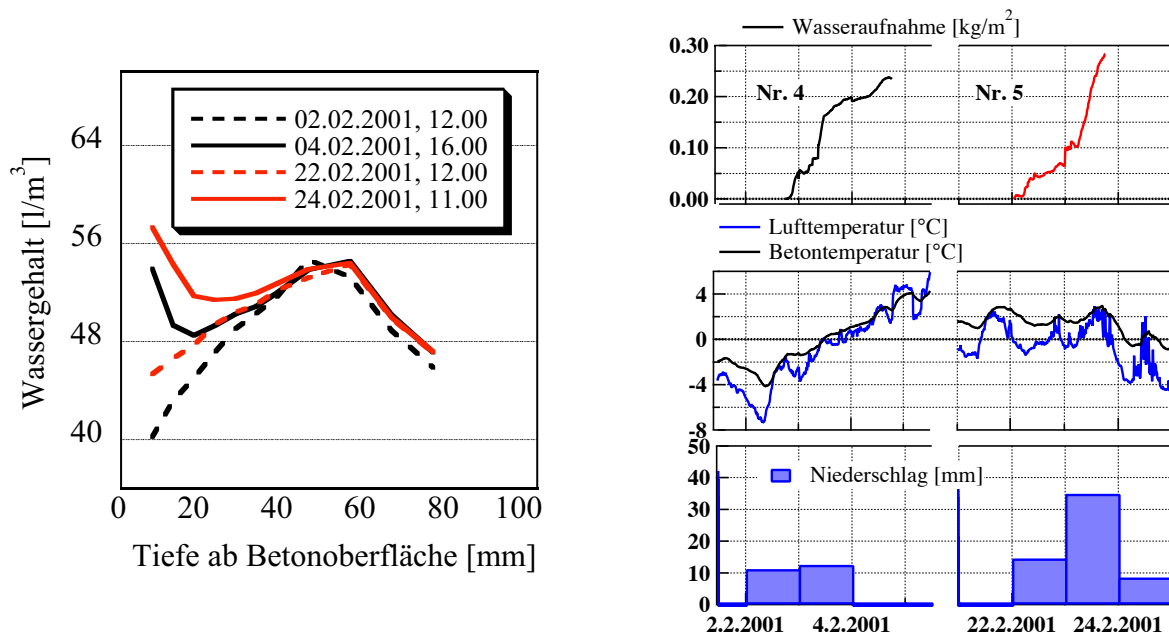 02.02.2001, 12.00
04.02.2001, 16.00
22.02.2001, 12.00
24.02.2001, 11.00
Wassergehalt [l/m³]
64
56
48
40
0 20 40 60 80 100
Tiefe ab Betonoberfläche [mm]
Wasseraufnahme [kg/m²]
0.30
0.20
0.10
0.00
Nr. 4
Nr. 5
Lufttemperatur [°C]
Betontemperatur [°C]
4
0
-4
-8
Niederschlag [mm]
50
40
30
20
10
0
2.2.2001 4.2.2001 22.2.2001 24.2.2001